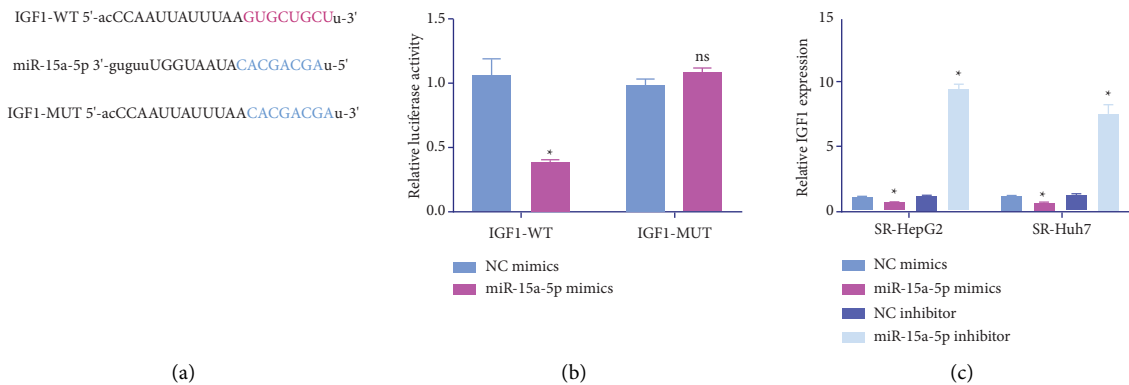 IGF1-WT 5'-acCCAAUUAUUUAAGUGCUGCUu-3'
miR-15a-5p 3'-guguuUGGUAAUACACGACGAu-5'
IGF1-MUT 5'-acCCAAUUAUUUAACACGACGAu-3'
(a)
Relative luciferase activity
1.5
1.0
0.5
0.0
*
ns
IGF1-WT
IGF1-MUT
NC mimics
miR-15a-5p mimics
(b)
Relative IGF1 expression
15
10
5
0
*
*
*
*
SR-HepG2
SR-Huh7
NC mimics
miR-15a-5p mimics
NC inhibitor
miR-15a-5p inhibitor
(c)